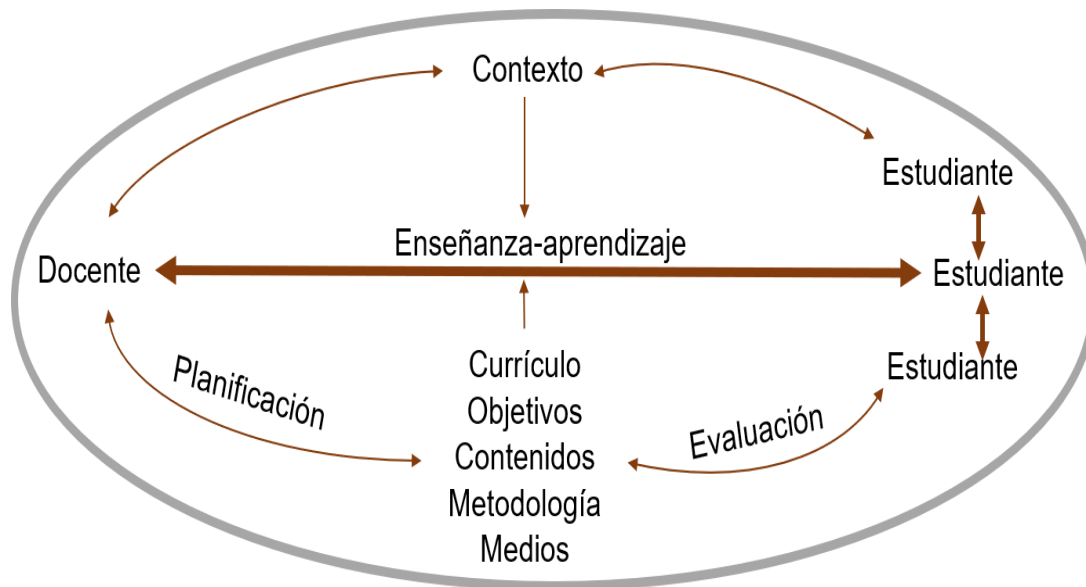 Contexto
Estudiante
Enseñanza-aprendizaje
Docente
Estudiante
Planificación
Currículo
Estudiante
Objetivos
Evaluación
Contenidos
Metodología
Medios